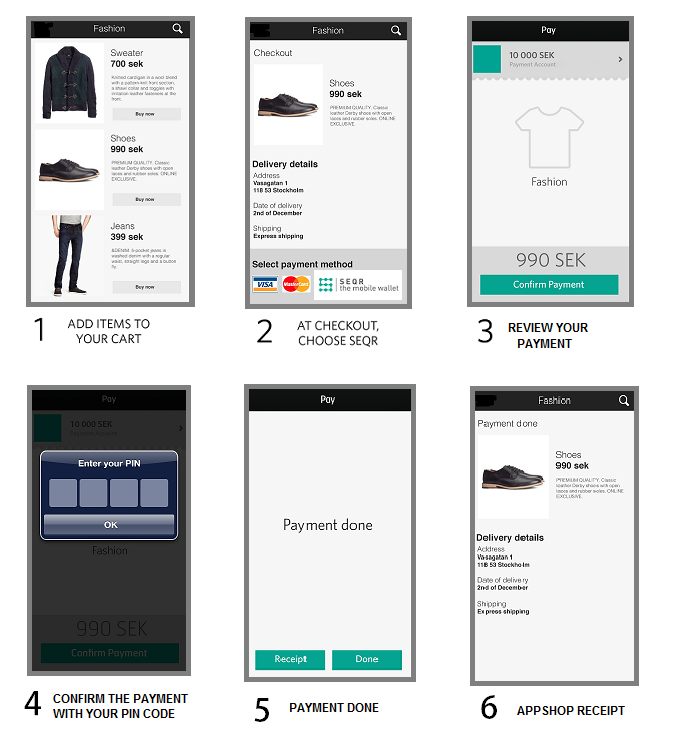 Fashion
Sweater
700 sek
Knitted cardigan in a wool blend
with a pattern-knit front section,
a shawl collar and toggles with
imitation leather fasteners at the
front.
Buy now
Shoes
990 sek
PREMIUM QUALITY. Classic
leather Derby shoes with open
laces and rubber soles. ONLINE
EXCLUSIVE.
Buy now
Jeans
399 sek
&DENIM. 5-pocket jeans in
washed denim with a regular
waist, straight legs and a button
fly.
Buy now
1 ADD ITEMS TO
YOUR CART
Fashion
Checkout
Shoes
990 sek
PREMIUM QUALITY. Classic
leather Derby shoes with open
laces and rubber soles. ONLINE
EXCLUSIVE.
Delivery details
Address
Vasagatan 1
118 53 Stockholm
Date of delivery
2nd of December
Shipping
Express shipping
Select payment method
VISA MasterCard SEQR
the mobile wallet
2 AT CHECKOUT,
CHOOSE SEQR
Pay
10 000 SEK
Payment Account
Fashion
990 SEK
Confirm Payment
3 REVIEW YOUR
PAYMENT
Pay
10 000 SEK
Payment Account
Enter your PIN
OK
Fashion
990 SEK
Confirm Payment
4 CONFIRM THE PAYMENT
WITH YOUR PIN CODE
Pay
Payment done
Receipt Done
5 PAYMENT DONE
Fashion
Payment done
Shoes
990 sek
PREMIUM QUALITY. Classic
leather Derby shoes with open
laces and rubber soles. ONLINE
EXCLUSIVE.
Delivery details
Address
Vasagatan 1
118 53 Stockholm
Date of delivery
2nd of December
Shipping
Express shipping
6 APPSHOP RECEIPT